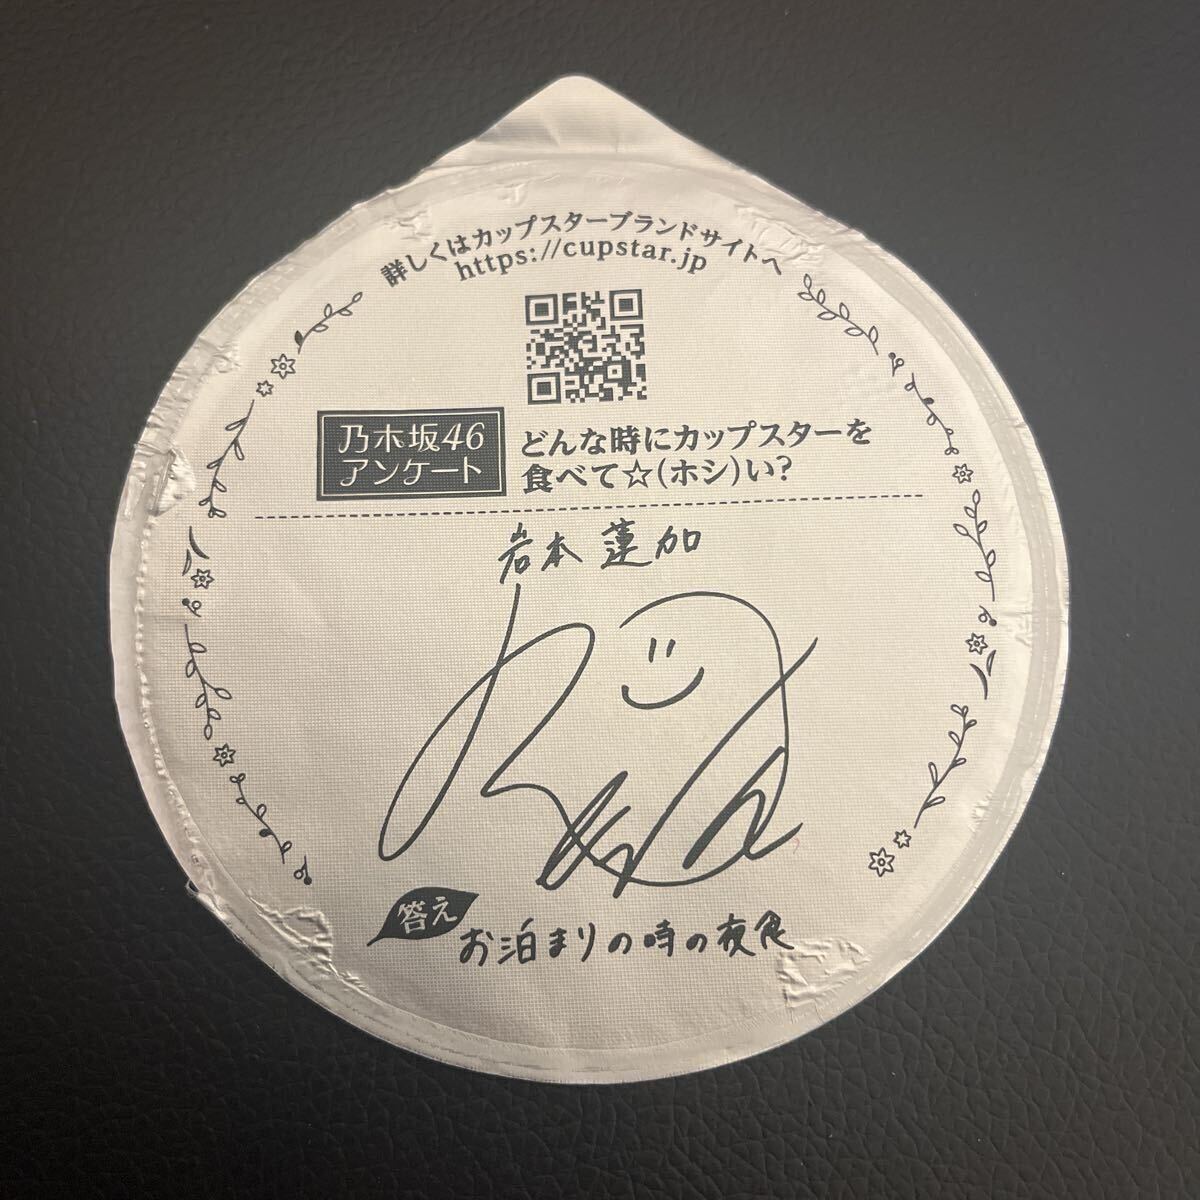 詳しくはカップスターブランドサイトへ
https://cupstar.jp
乃木坂46
アンケート
どんな時にカップスターを
食べて☆(ホシ)い?
岩本 蓮加
答え
お泊まりの時の夜食